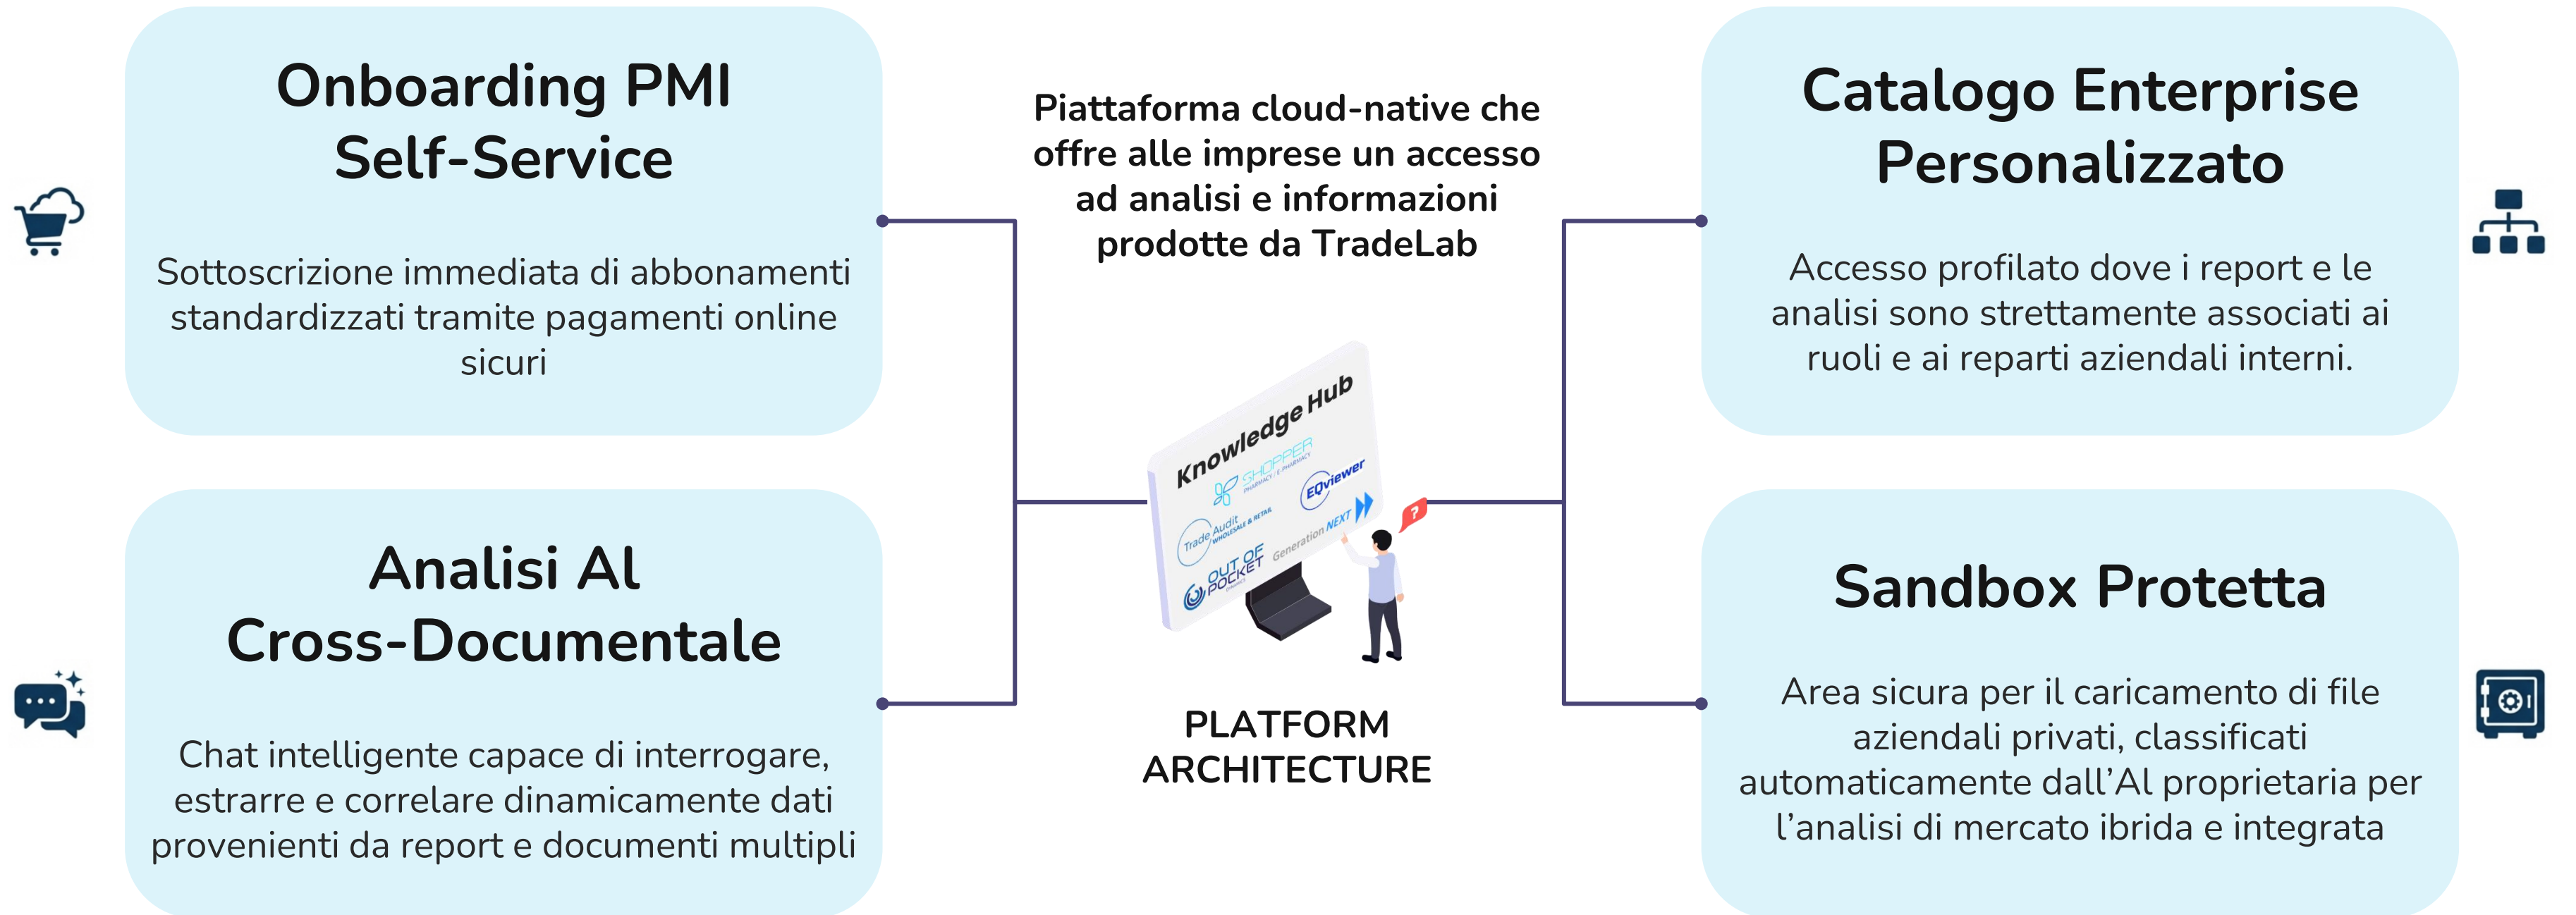 Onboarding PMI
Self-Service
Sottoscrizione immediata di abbonamenti
standardizzati tramite pagamenti online
sicuri
Analisi AI
Cross-Documentale
Chat intelligente capace di interrogare,
estrarre e correlare dinamicamente dati
provenienti da report e documenti multipli
Piattaforma cloud-native che
offre alle imprese un accesso
ad analisi e informazioni
prodotte da TradeLab
Knowledge Hub
SHOPPER
PHARMACY | E-PHARMACY
EQviewer
Trade Audit
WHOLESALE & RETAIL
Generation NEXT
OUT OF
POCKET
?
PLATFORM
ARCHITECTURE
Catalogo Enterprise
Personalizzato
Accesso profilato dove i report e le
analisi sono strettamente associati ai
ruoli e ai reparti aziendali interni.
Sandbox Protetta
Area sicura per il caricamento di file
aziendali privati, classificati
automaticamente dall’AI proprietaria per
l’analisi di mercato ibrida e integrata